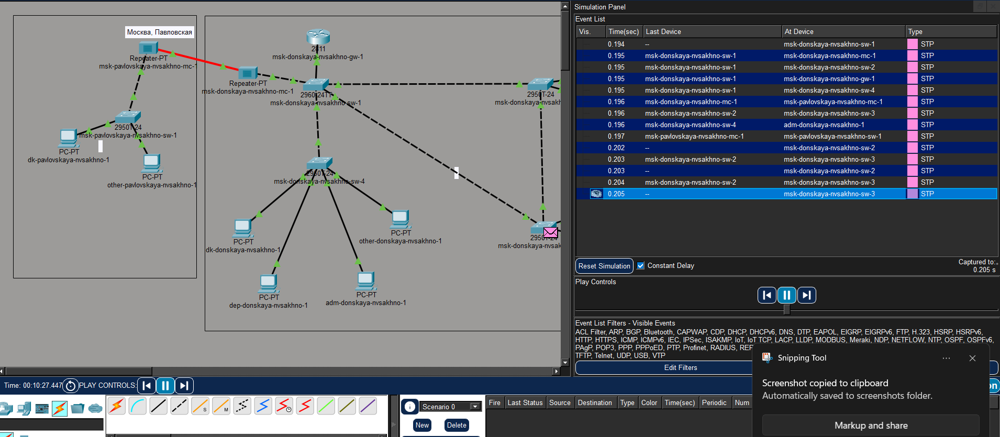 Москва, Павловская
Repeater-PT
msk-pavlovskaya-nvsakhno-mc-1
2950T-24
msk-pavlovskaya-nvsakhno-sw-1
PC-PT
dk-pavlovskaya-nvsakhno-1
PC-PT
other-pavlovskaya-nvsakhno-1
2811
msk-donskaya-nvsakhno-gw-1
Repeater-PT
msk-donskaya-nvsakhno-mc-1
2960-24TT
msk-donskaya-nvsakhno-sw-1
2950T-24
msk-donskaya-nvsakh
2950T-24
msk-donskaya-nvsakhno-sw-4
2950T-24
msk-donskaya-nvsak
PC-PT
dk-donskaya-nvsakhno-1
PC-PT
other-donskaya-nvsakhno-1
PC-PT
dep-donskaya-nvsakhno-1
PC-PT
adm-donskaya-nvsakhno-1
Simulation Panel
Event List
Vis. Time(sec) Last Device At Device Type
0.194 -- msk-donskaya-nvsakhno-sw-1 STP
0.195 msk-donskaya-nvsakhno-sw-1 msk-donskaya-nvsakhno-mc-1 STP
0.195 msk-donskaya-nvsakhno-sw-1 msk-donskaya-nvsakhno-sw-2 STP
0.195 msk-donskaya-nvsakhno-sw-1 msk-donskaya-nvsakhno-gw-1 STP
0.195 msk-donskaya-nvsakhno-sw-1 msk-donskaya-nvsakhno-sw-4 STP
0.196 msk-donskaya-nvsakhno-mc-1 msk-pavlovskaya-nvsakhno-mc-1 STP
0.196 msk-donskaya-nvsakhno-sw-2 msk-donskaya-nvsakhno-sw-3 STP
0.196 msk-donskaya-nvsakhno-sw-4 adm-donskaya-nvsakhno-1 STP
0.197 msk-pavlovskaya-nvsakhno-mc-1 msk-pavlovskaya-nvsakhno-sw-1 STP
0.202 -- msk-donskaya-nvsakhno-sw-2 STP
0.203 msk-donskaya-nvsakhno-sw-2 msk-donskaya-nvsakhno-sw-3 STP
0.203 -- msk-donskaya-nvsakhno-sw-2 STP
0.204 msk-donskaya-nvsakhno-sw-2 msk-donskaya-nvsakhno-sw-3 STP
0.205 -- msk-donskaya-nvsakhno-sw-3 STP
Reset Simulation Constant Delay
Captured to:*
0.205 s
Play Controls
Event List Filters - Visible Events
ACL Filter, ARP, BGP, Bluetooth, CAPWAP, CDP, DHCP, DHCPv6, DNS, DTP, EAPOL, EIGRP, EIGRPv6, FTP, H.323, HSRP, HSRPv6,
HTTP, HTTPS, ICMP, ICMPv6, IEC, IPSec, ISAKMP, IoT, IoT TCP, LACP, LLDP, MODBUS, Meraki, NDP, NETFLOW, NTP, OSPF, OSPFv6,
PAgP, POP3, PPP, PPPoED, PTP, Profinet, RADIUS, REP
TFTP, Telnet, UDP, USB, VTP
Edit Filters
on
Snipping Tool
Screenshot copied to clipboard
Automatically saved to screenshots folder.
Markup and share
Time: 00:10:27.447 PLAY CONTROLS:
S
M
Scenario 0
New Delete
Fire Last Status Source Destination Type Color Time(sec) Periodic Num